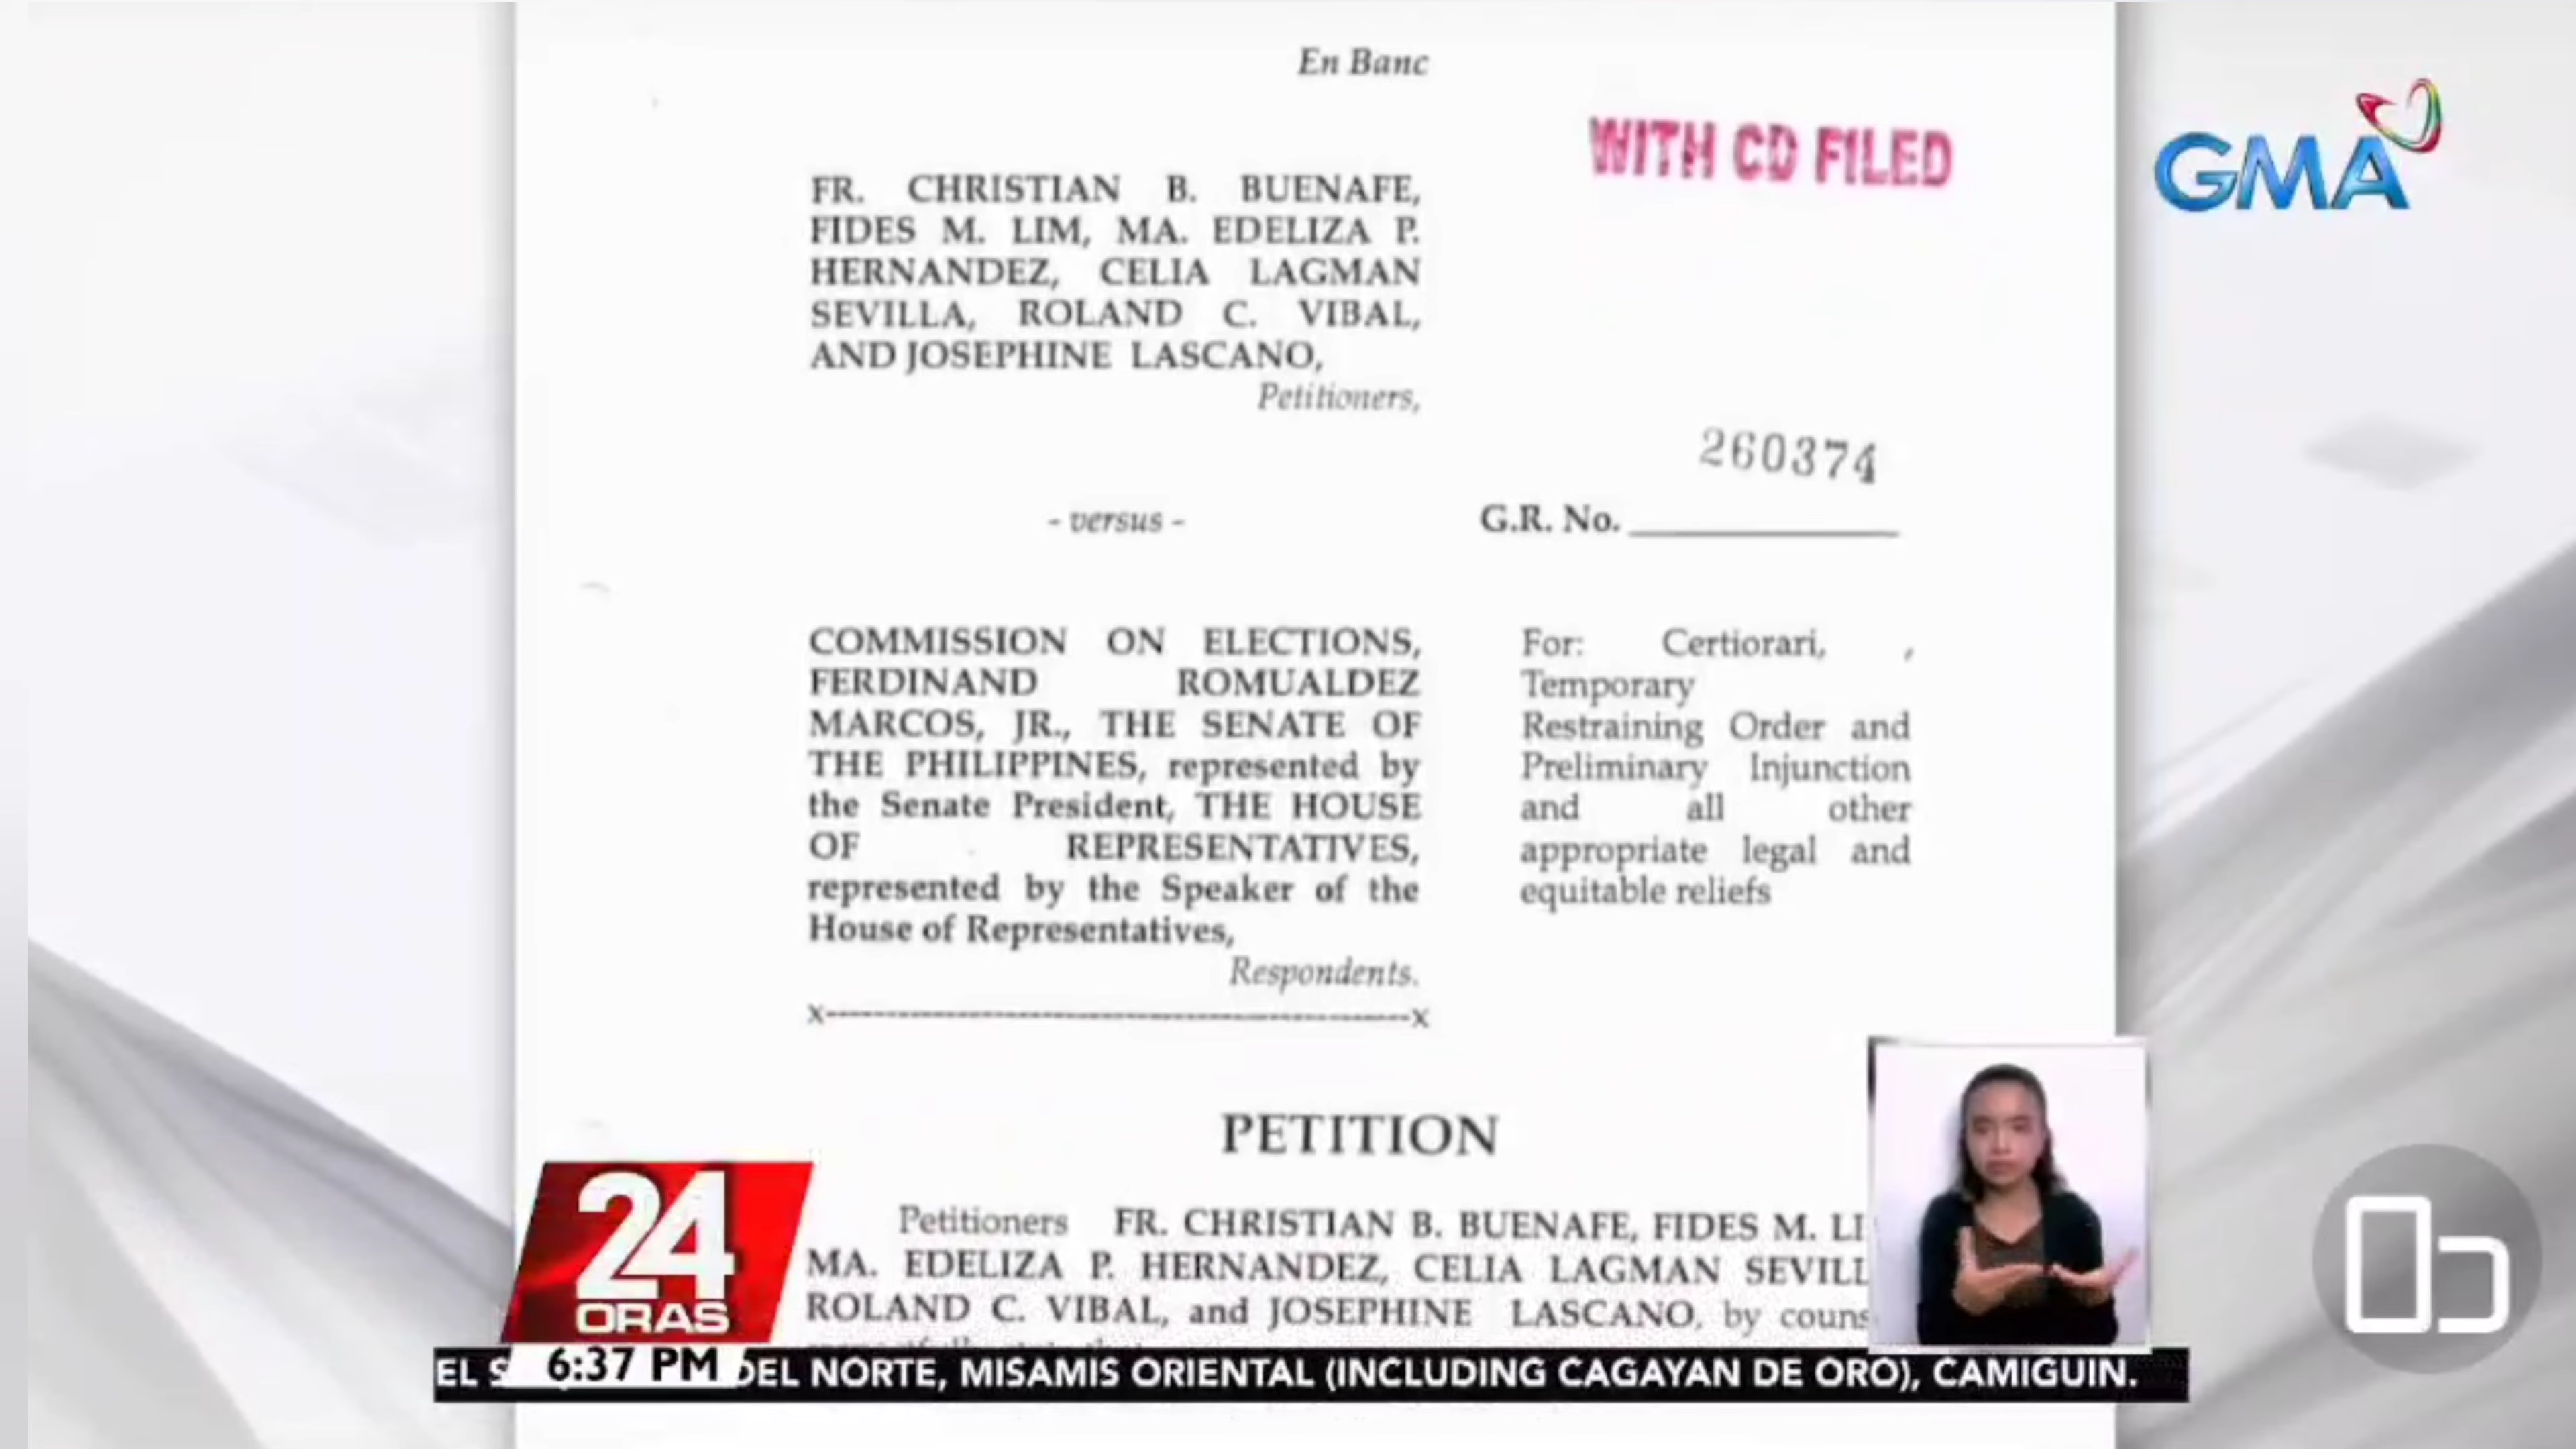 En Banc
WITH CD FILED
GMA
FR. CHRISTIAN B. BUENAFE,
FIDES M. LIM, MA. EDELIZA P.
HERNANDEZ, CELIA LAGMAN
SEVILLA, ROLAND C. VIBAL,
AND JOSEPHINE LASCANO,
Petitioners,
260374
- versus -
G.R. No.
COMMISSION ON ELECTIONS,
FERDINAND ROMUALDEZ
MARCOS, JR., THE SENATE OF
THE PHILIPPINES, represented by
the Senate President, THE HOUSE
OF REPRESENTATIVES,
represented by the Speaker of the
House of Representatives,
Respondents.
For: Certiorari, ,
Temporary
Restraining Order and
Preliminary Injunction
and all other
appropriate legal and
equitable reliefs
x-----------------------------------------------x
PETITION
Petitioners FR. CHRISTIAN B. BUENAFE, FIDES M. LI
MA. EDELIZA P. HERNANDEZ, CELIA LAGMAN SEVILL
ROLAND C. VIBAL, and JOSEPHINE LASCANO, by couns
24
ORAS
6:37 PM
EL S DEL NORTE, MISAMIS ORIENTAL (INCLUDING CAGAYAN DE ORO), CAMIGUIN.